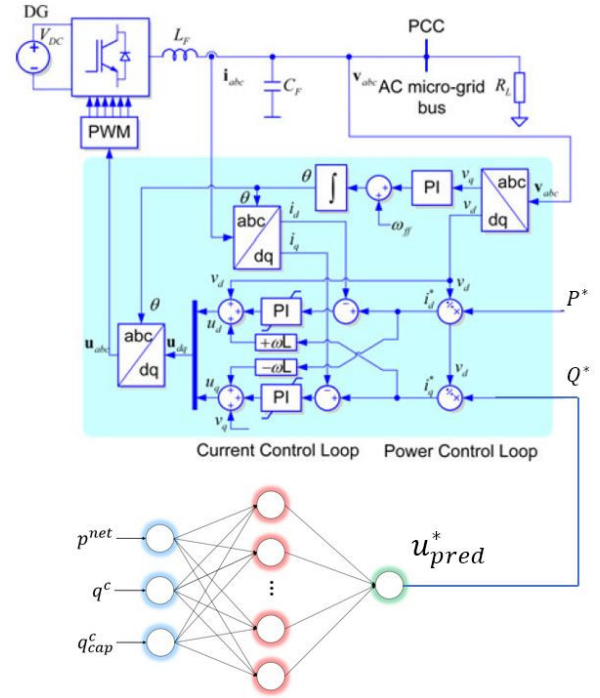 DG
V_DC
L_F
PCC
i_abc
C_F
v_abc
AC micro-grid
bus
R_L
PWM
θ
∫
PI
v_q
abc
dq
v_abc
v_d
ω_ff
θ
abc
dq
i_d
i_q
v_d
v_d
i_d^*
P^*
PI
u_d
θ
+ωL
u_abc
abc
dq
u_dq
−ωL
v_d
Q^*
u_q
PI
i_q^*
v_q
Current Control Loop
Power Control Loop
p^net
q^c
q^c_cap
⋮
u^*_pred